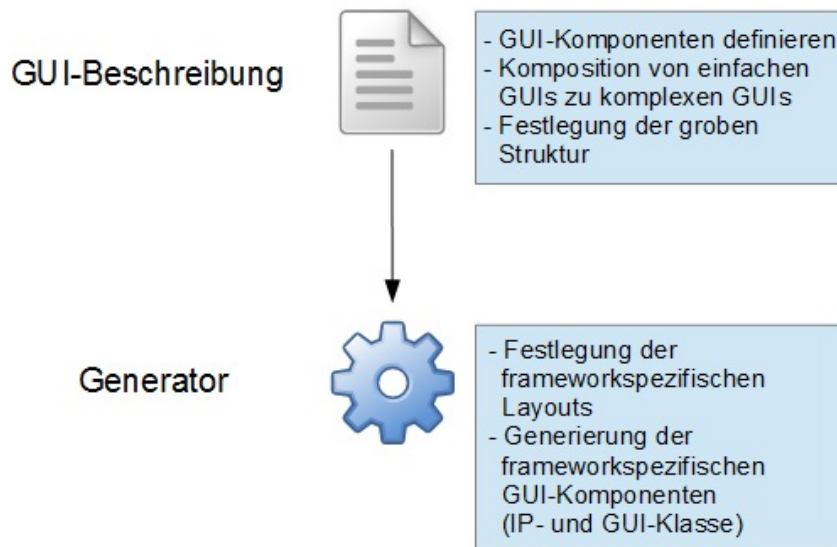 GUI-Beschreibung
- GUI-Komponenten definieren
- Komposition von einfachen
GUIs zu komplexen GUIs
- Festlegung der groben
Struktur
Generator
- Festlegung der
frameworkspezifischen
Layouts
- Generierung der
frameworkspezifischen
GUI-Komponenten
(IP- und GUI-Klasse)